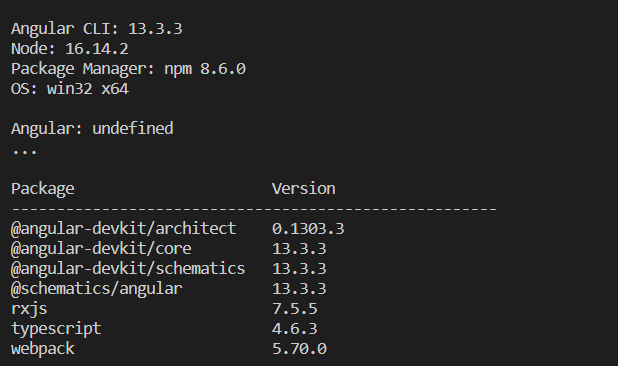 Angular CLI: 13.3.3
Node: 16.14.2
Package Manager: npm 8.6.0
OS: win32 x64

Angular: undefined
...

Package                      Version
------------------------------------------------------
@angular-devkit/architect    0.1303.3
@angular-devkit/core         13.3.3
@angular-devkit/schematics   13.3.3
@schematics/angular          13.3.3
rxjs                         7.5.5
typescript                   4.6.3
webpack                      5.70.0